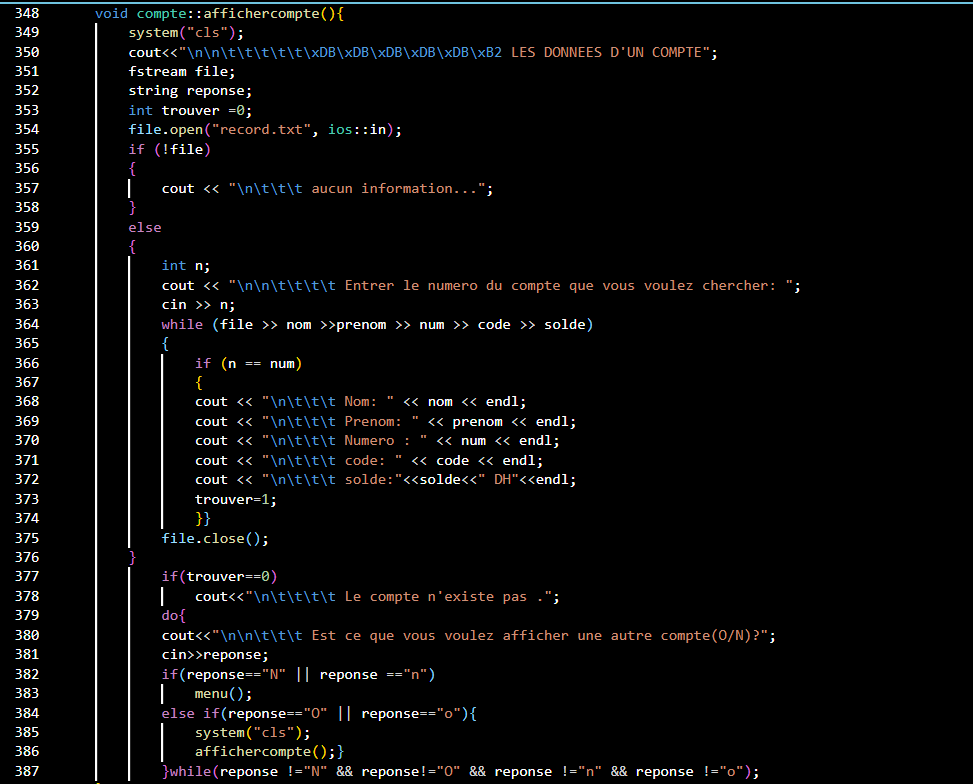 348 void compte::affichercompte(){
349 system("cls");
350 cout<<"\n\n\t\t\t\t\t\xDB\xDB\xDB\xDB\xDB\xB2 LES DONNEES D'UN COMPTE";
351 fstream file;
352 string reponse;
353 int trouver =0;
354 file.open("record.txt", ios::in);
355 if (!file)
356 {
357 cout << "\n\t\t\t aucun information...";
358 }
359 else
360 {
361 int n;
362 cout << "\n\n\t\t\t\t Entrer le numero du compte que vous voulez chercher: ";
363 cin >> n;
364 while (file >> nom >>prenom >> num >> code >> solde)
365 {
366 if (n == num)
367 {
368 cout << "\n\t\t\t Nom: " << nom << endl;
369 cout << "\n\t\t\t Prenom: " << prenom << endl;
370 cout << "\n\t\t\t Numero : " << num << endl;
371 cout << "\n\t\t\t code: " << code << endl;
372 cout << "\n\t\t\t solde:"<<solde<<" DH"<<endl;
373 trouver=1;
374 }}
375 file.close();
376 }
377 if(trouver==0)
378 cout<<"\n\t\t\t\t Le compte n'existe pas .";
379 do{
380 cout<<"\n\n\t\t\t Est ce que vous voulez afficher une autre compte(O/N)?";
381 cin>>reponse;
382 if(reponse=="N" || reponse =="n")
383 menu();
384 else if(reponse=="O" || reponse=="o"){
385 system("cls");
386 affichercompte();}
387 }while(reponse !="N" && reponse!="O" && reponse !="n" && reponse !="o");